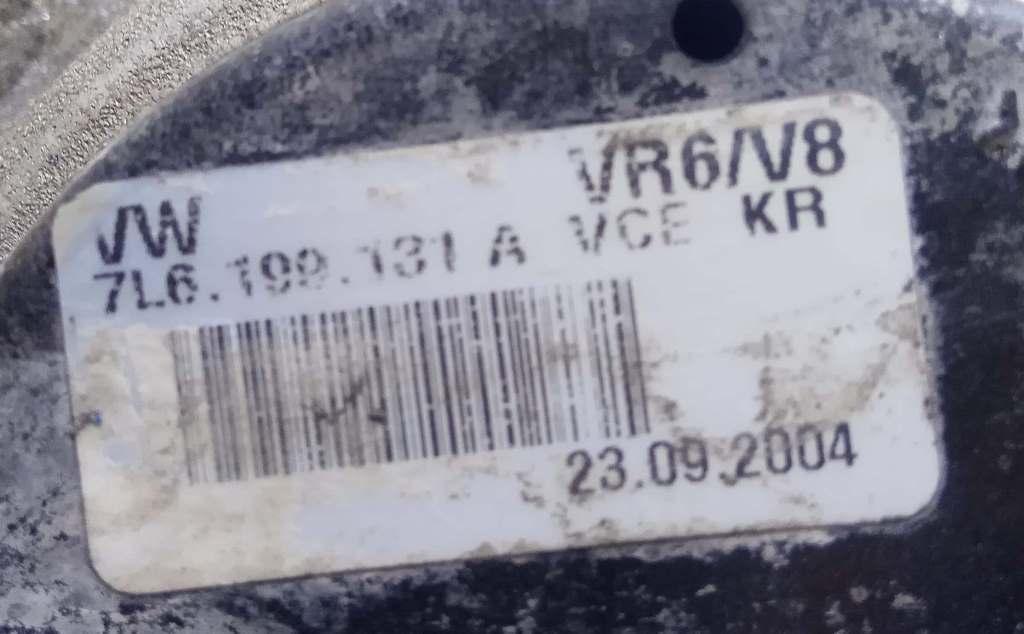 VW VR6/V8
7L6.199.131 A VCE KR
23.09.2004